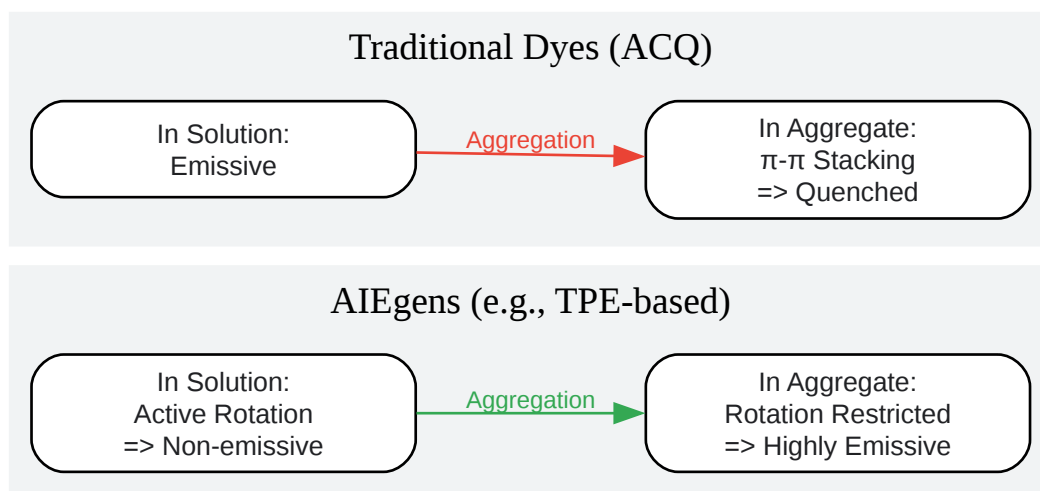 Traditional Dyes (ACQ)
In Solution:
Emissive
Aggregation
In Aggregate:
π-π Stacking
=> Quenched
AIEgens (e.g., TPE-based)
In Solution:
Active Rotation
=> Non-emissive
Aggregation
In Aggregate:
Rotation Restricted
=> Highly Emissive